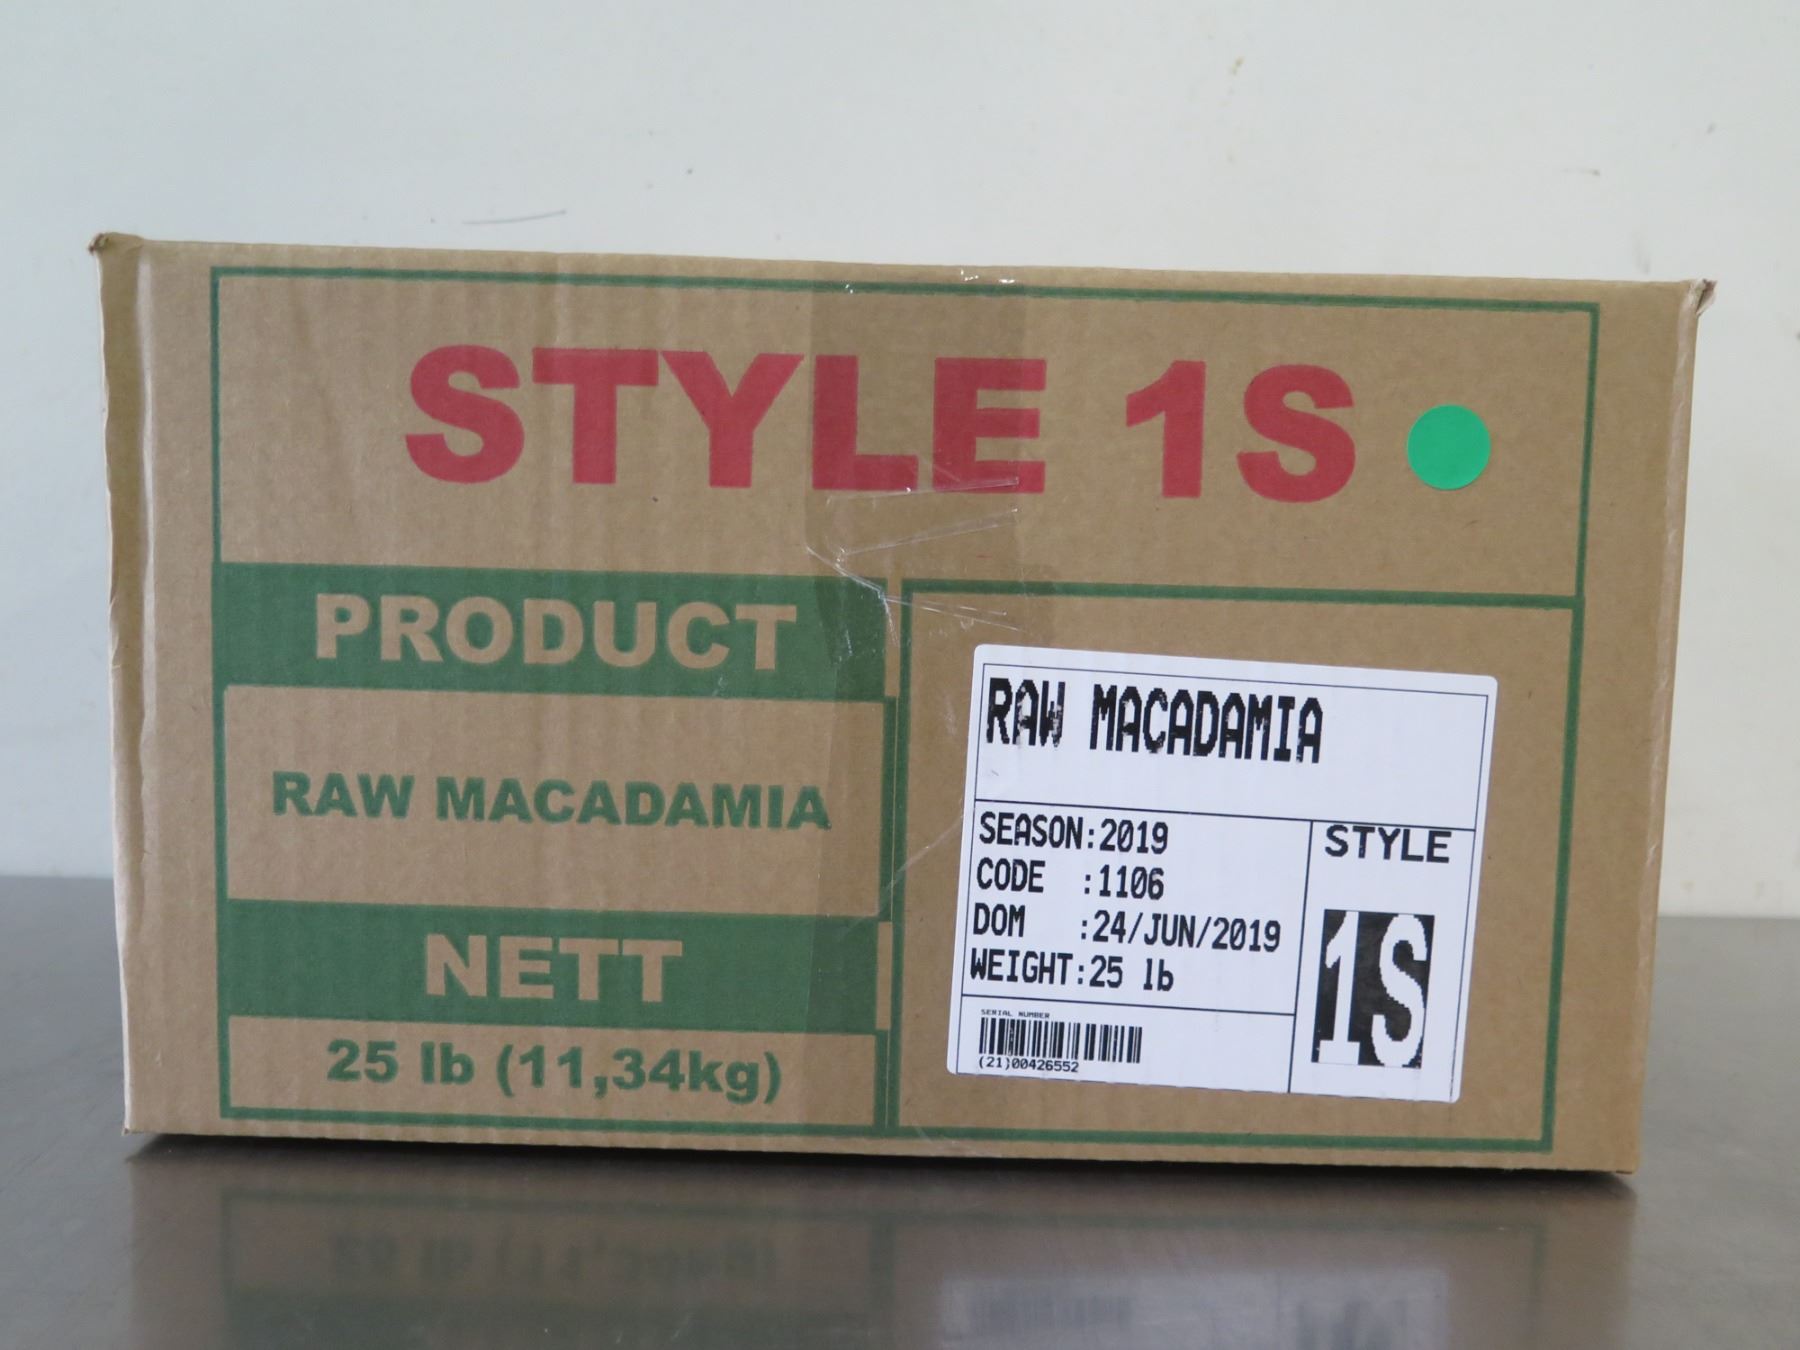 STYLE 1S
PRODUCT
RAW MACADAMIA
NETT
25 lb (11,34kg)
RAW MACADAMIA
SEASON:2019
CODE :1106
DOM :24/JUN/2019
WEIGHT:25 lb
STYLE
1S
SERIAL NUMBER
(21)00426552